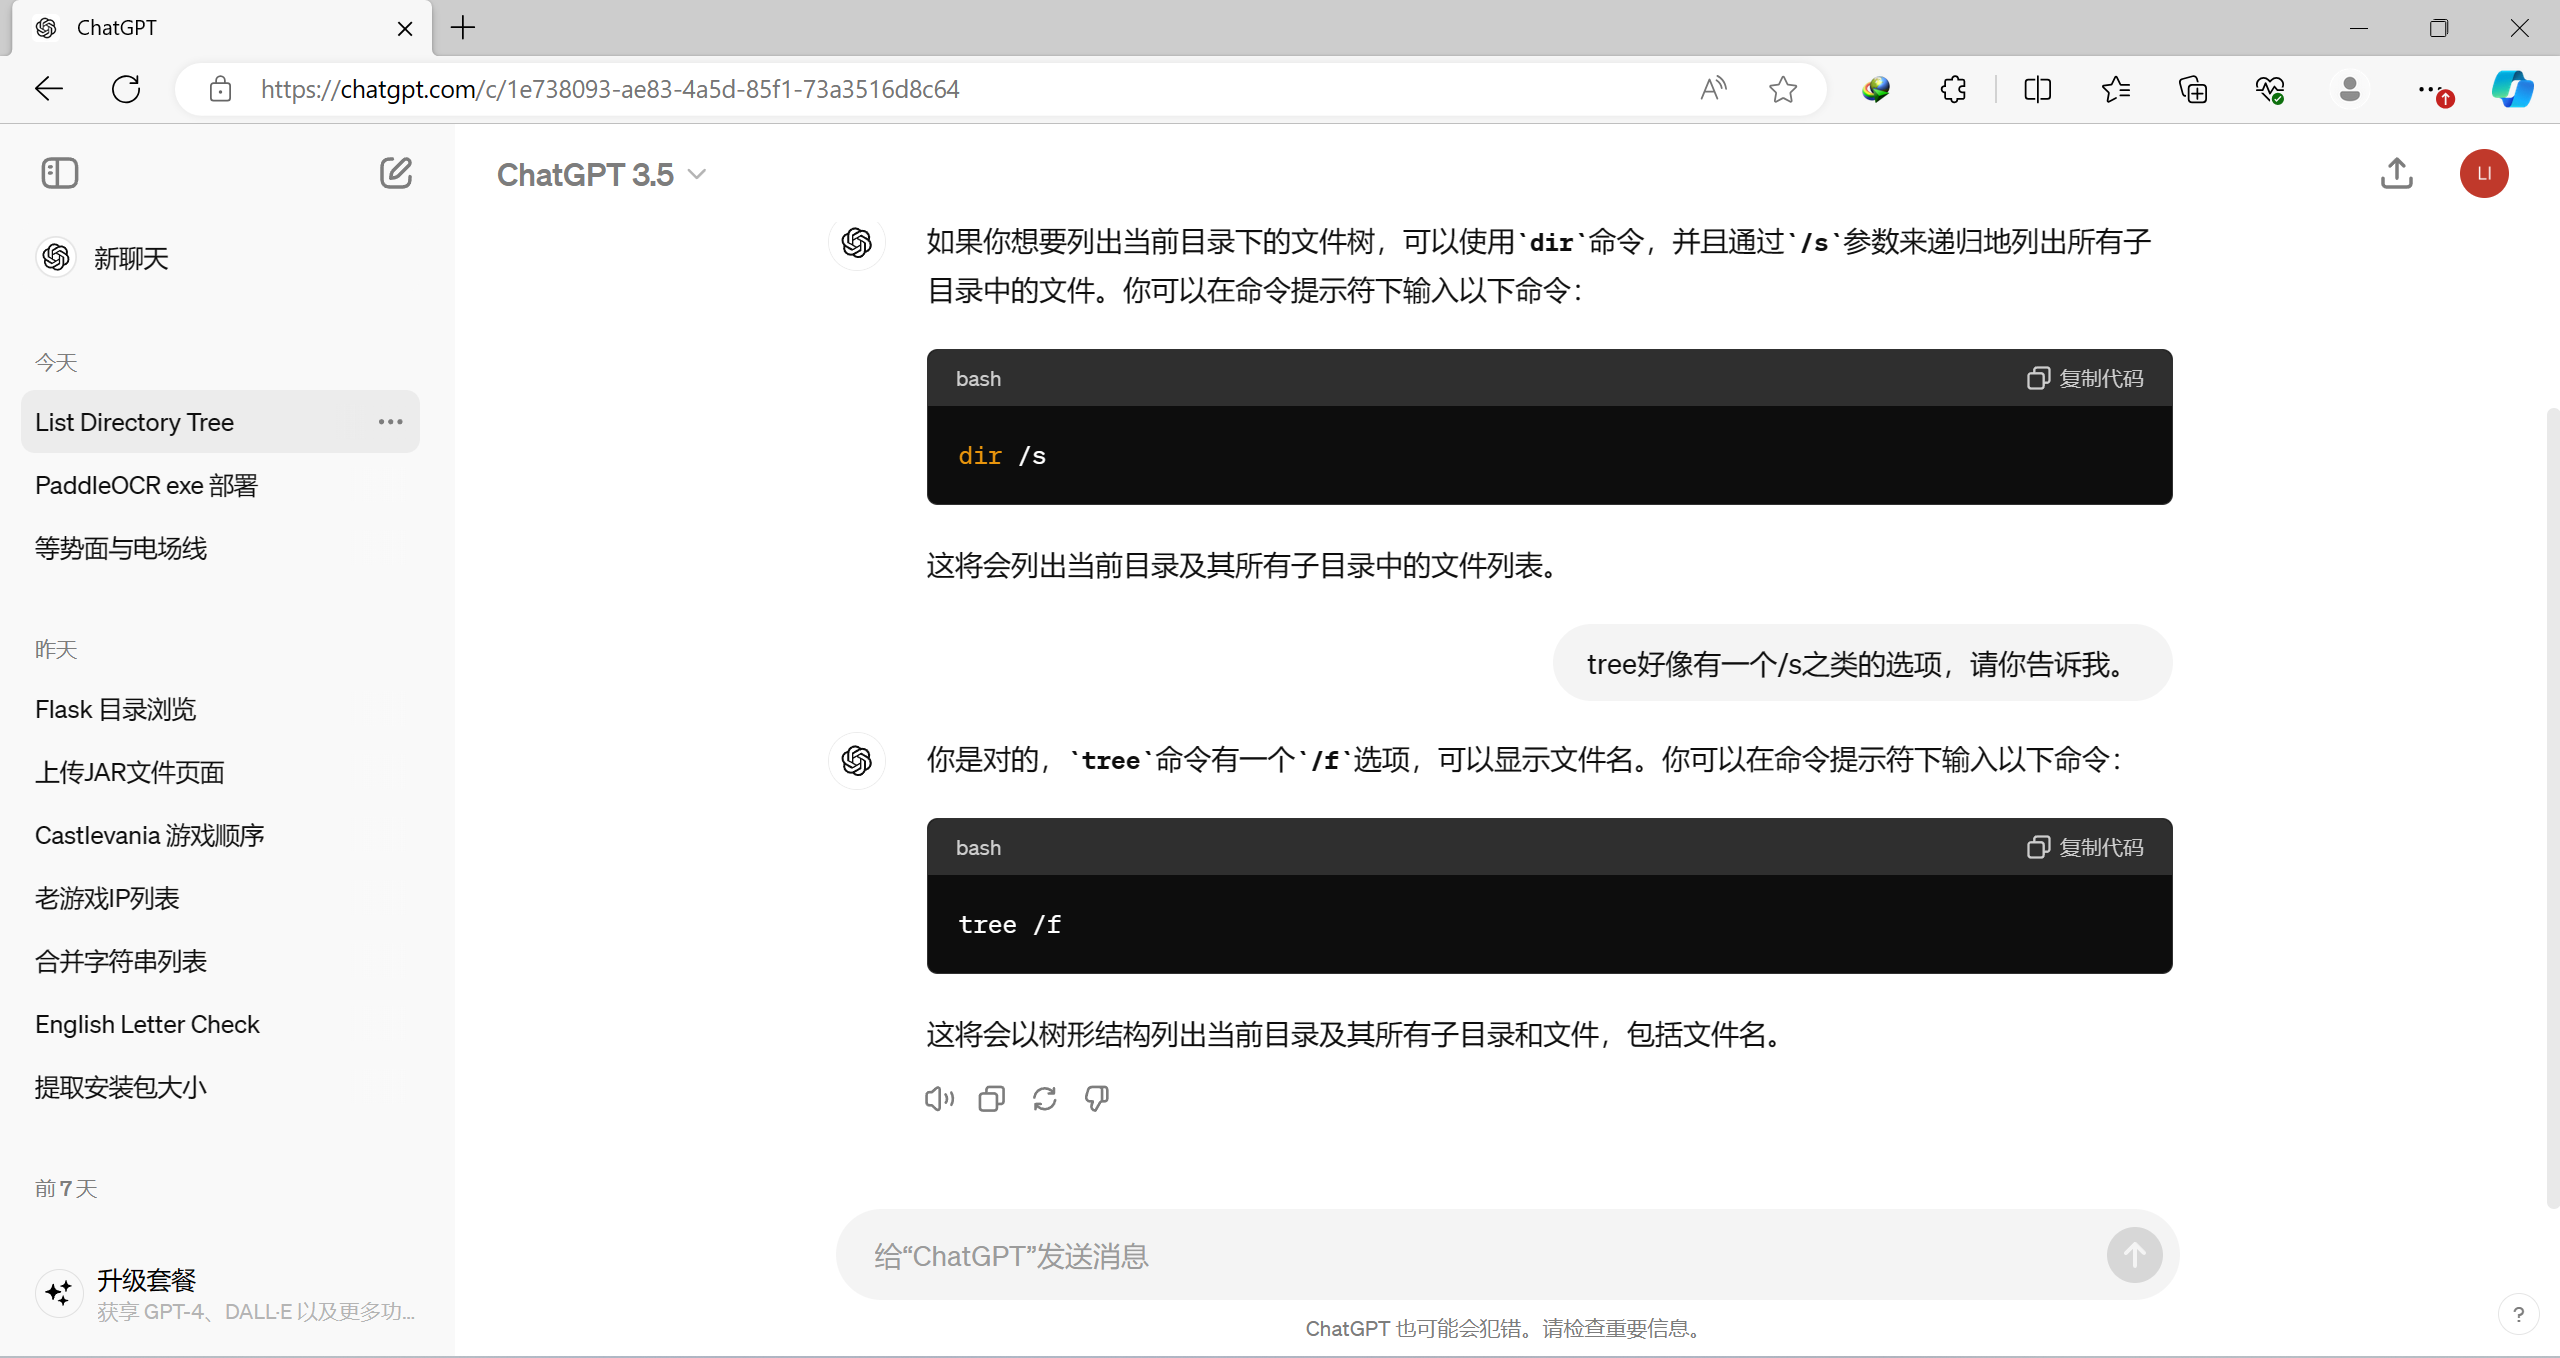 ChatGPT
https://chatgpt.com/c/1e738093-ae83-4a5d-85f1-73a3516d8c64
新聊天
今天
List Directory Tree
PaddleOCR exe 部署
等势面与电场线
昨天
Flask 目录浏览
上传JAR文件页面
Castlevania 游戏顺序
老游戏IP列表
合并字符串列表
English Letter Check
提取安装包大小
前 7 天
升级套餐
获享 GPT-4、DALL·E 以及更多功...
ChatGPT 3.5
LI
如果你想要列出当前目录下的文件树，可以使用`dir`命令，并且通过`/s`参数来递归地列出所有子
目录中的文件。你可以在命令提示符下输入以下命令：
bash
复制代码
dir /s
这将会列出当前目录及其所有子目录中的文件列表。
tree好像有一个/s之类的选项，请你告诉我。
你是对的，`tree`命令有一个`/f`选项，可以显示文件名。你可以在命令提示符下输入以下命令：
bash
复制代码
tree /f
这将会以树形结构列出当前目录及其所有子目录和文件，包括文件名。
给“ChatGPT”发送消息
ChatGPT 也可能会犯错。请检查重要信息。
?